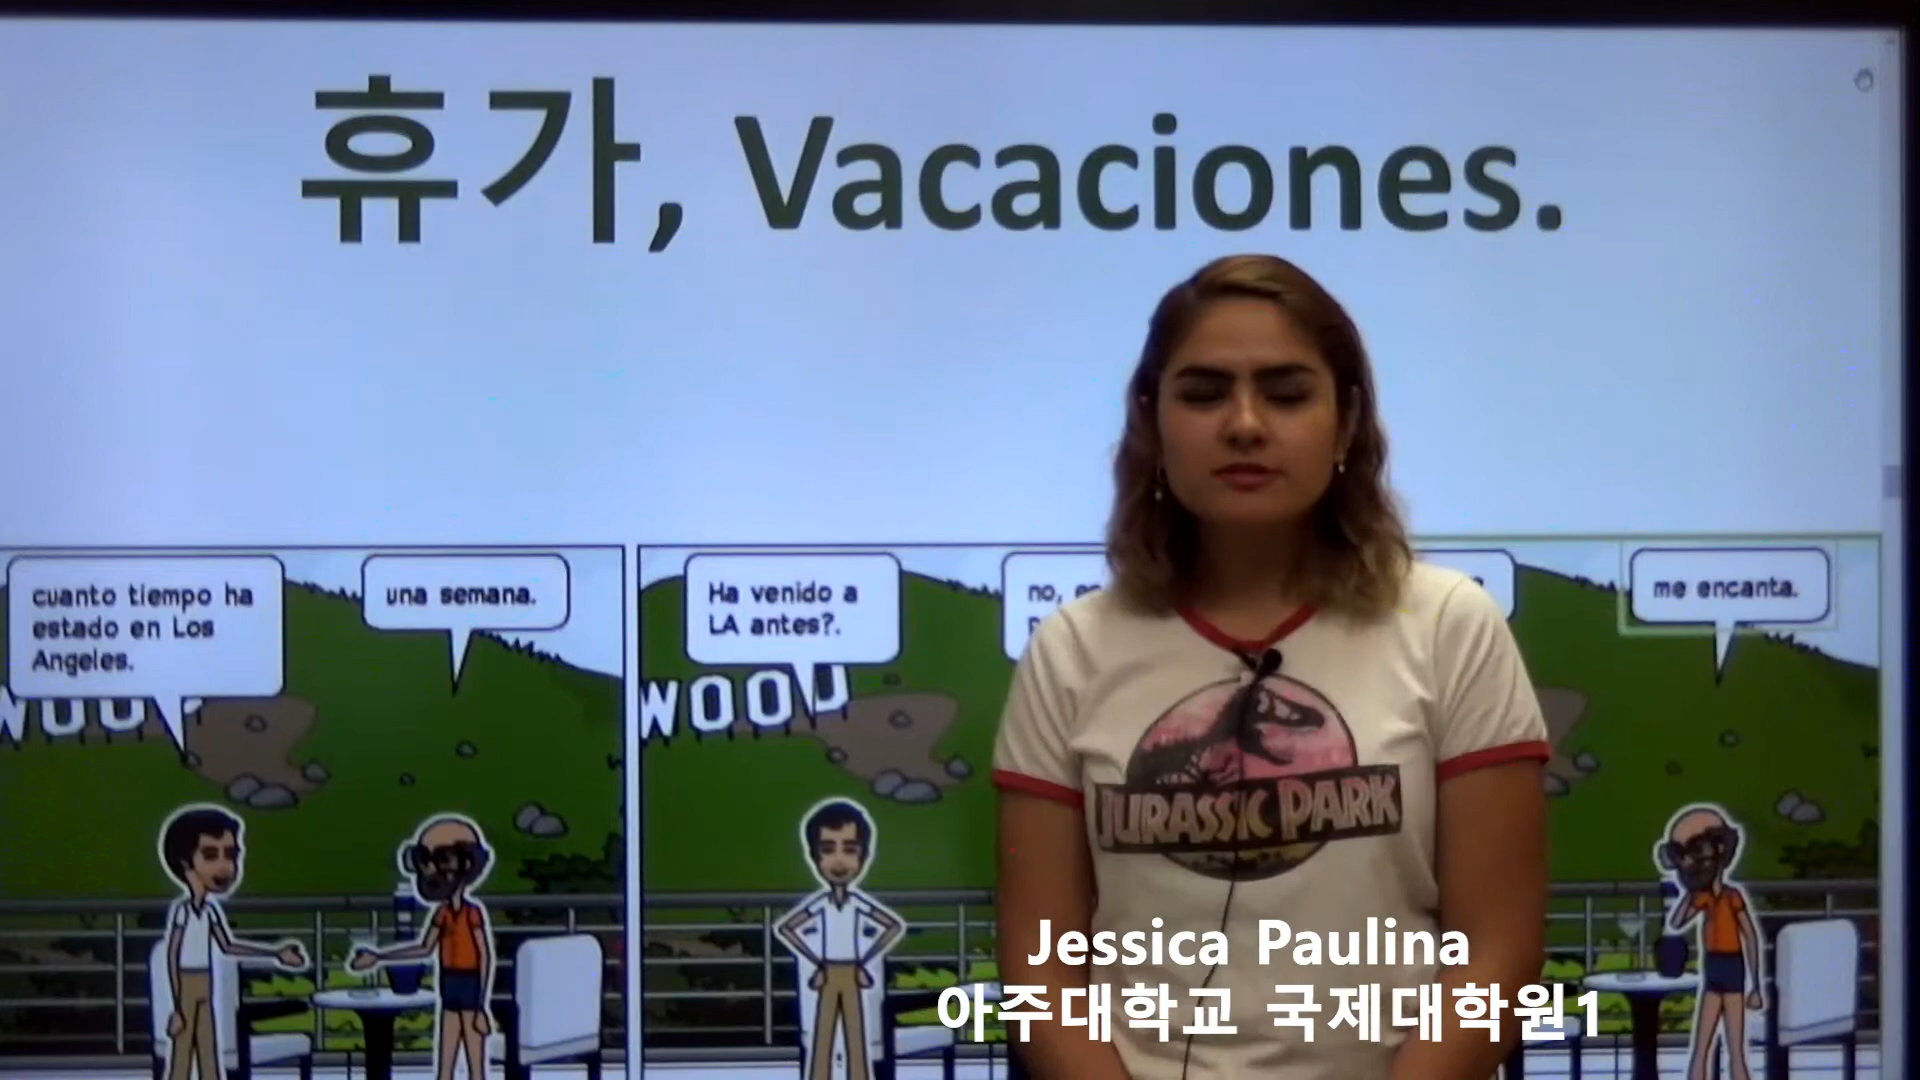 휴가, Vacaciones.
cuanto tiempo ha
estado en Los
Angeles.
una semana.
Ha venido a
LA antes?.
no,
me encanta.
WOOD
JURASSIC PARK
Jessica Paulina
아주대학교 국제대학원1